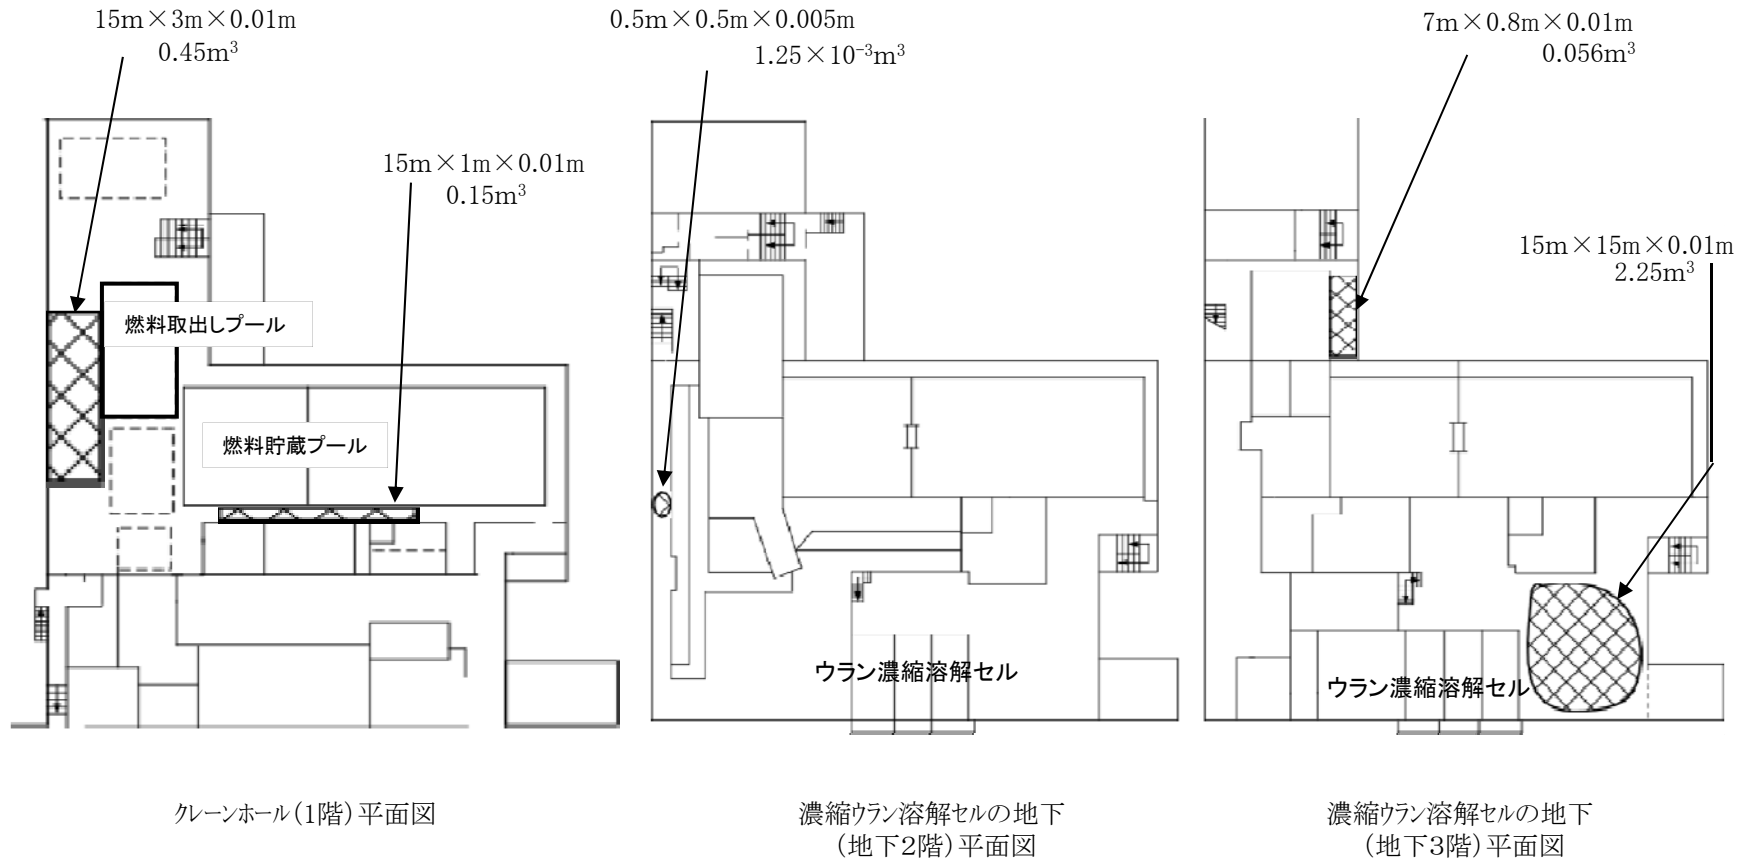 15m×3m×0.01m
0.45m³
15m×1m×0.01m
0.15m³
燃料取出しプール
燃料貯蔵プール
クレーンホール(1階)平面図
0.5m×0.5m×0.005m
1.25×10⁻³m³
ウラン濃縮溶解セル
濃縮ウラン溶解セルの地下
(地下2階)平面図
7m×0.8m×0.01m
0.056m³
15m×15m×0.01m
2.25m³
ウラン濃縮溶解セル
濃縮ウラン溶解セルの地下
(地下3階)平面図